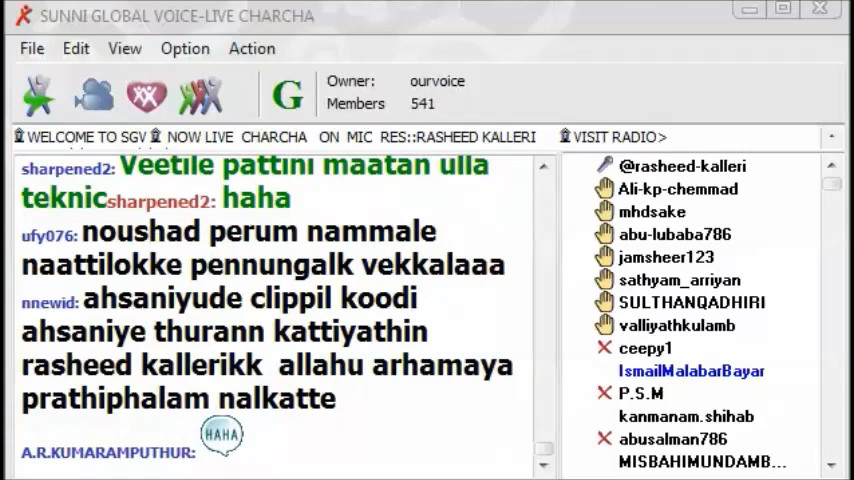 SUNNI GLOBAL VOICE-LIVE CHARCHA
File Edit View Option Action
G Owner: ourvoice
Members 541
WELCOME TO SGV NOW LIVE CHARCHA ON MIC RES::RASHEED KALLERI VISIT RADIO>
sharpened2: Veetile pattini maatan ulla
teknicsharpened2: haha
ufy076: noushad perum nammale
naattilokke pennungalk vekkalaaa
nnewid: ahsaniyude clippil koodi
ahsaniye thurann kattiyathin
rasheed kallerikk allahu arhamaya
prathiphalam nalkatte
A.R.KUMARAMPUTHUR: HAHA
@rasheed-kalleri
Ali-kp-chemmad
mhdsake
abu-lubaba786
jamsheer123
sathyam_arriyan
SULTHANQADHIRI
valliyathkulamb
ceepy1
IsmailMalabarBayar
P.S.M
kanmanam.shihab
abusalman786
MISBAHIMUNDAMB...